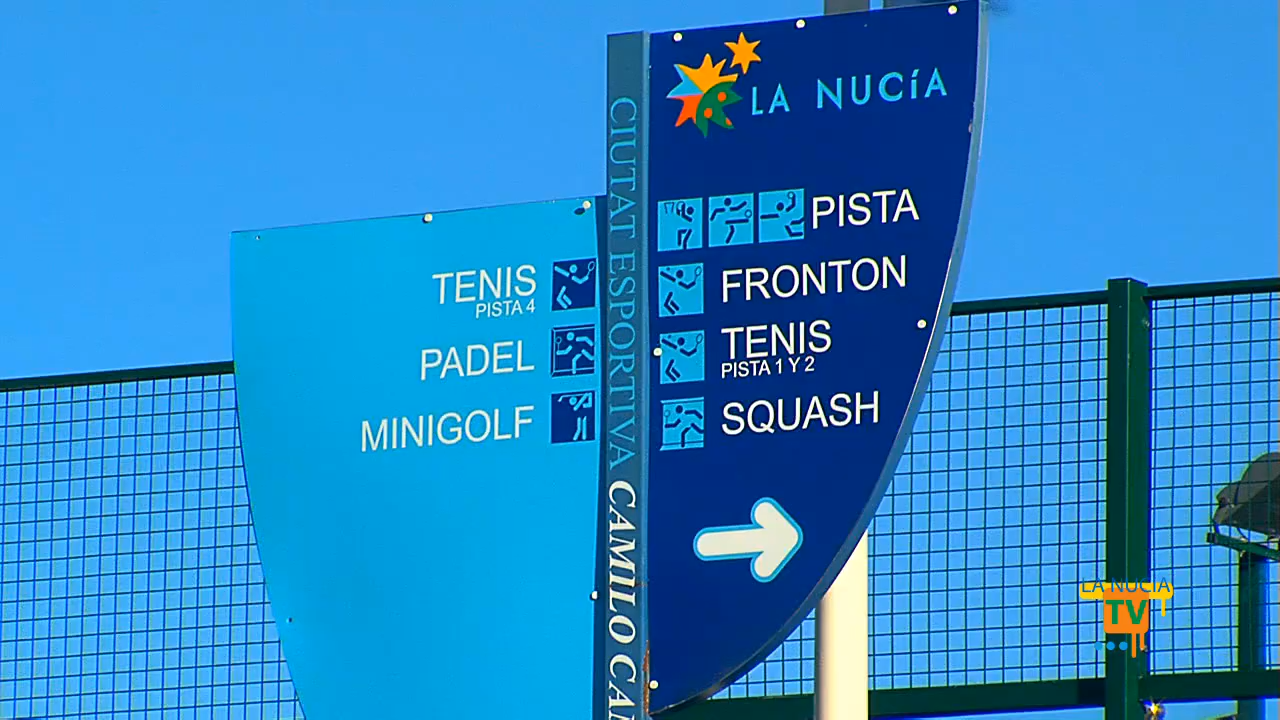 LA NUCíA
PISTA
FRONTON
TENIS
PISTA 1 Y 2
SQUASH
TENIS
PISTA 4
PADEL
MINIGOLF
CIUTAT ESPORTIVA CAMILO
LA NUCIA
TV